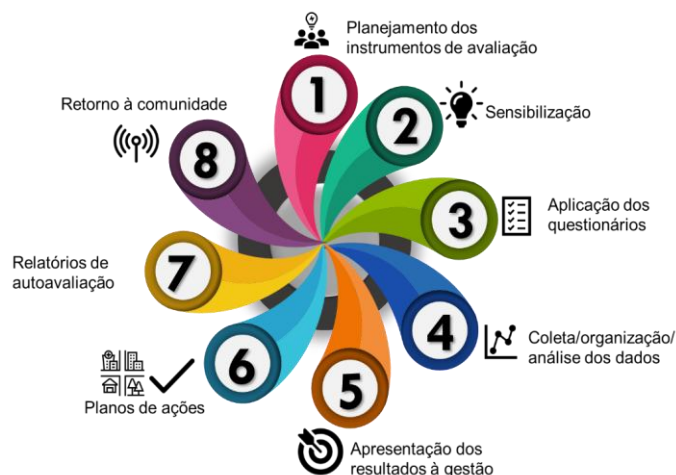 1
Planejamento dos
instrumentos de avaliação
2
Sensibilização
3
Aplicação dos
questionários
4
Coleta/organização/
análise dos dados
5
Apresentação dos
resultados à gestão
6
Planos de ações
7
Relatórios de
autoavaliação
8
Retorno à comunidade